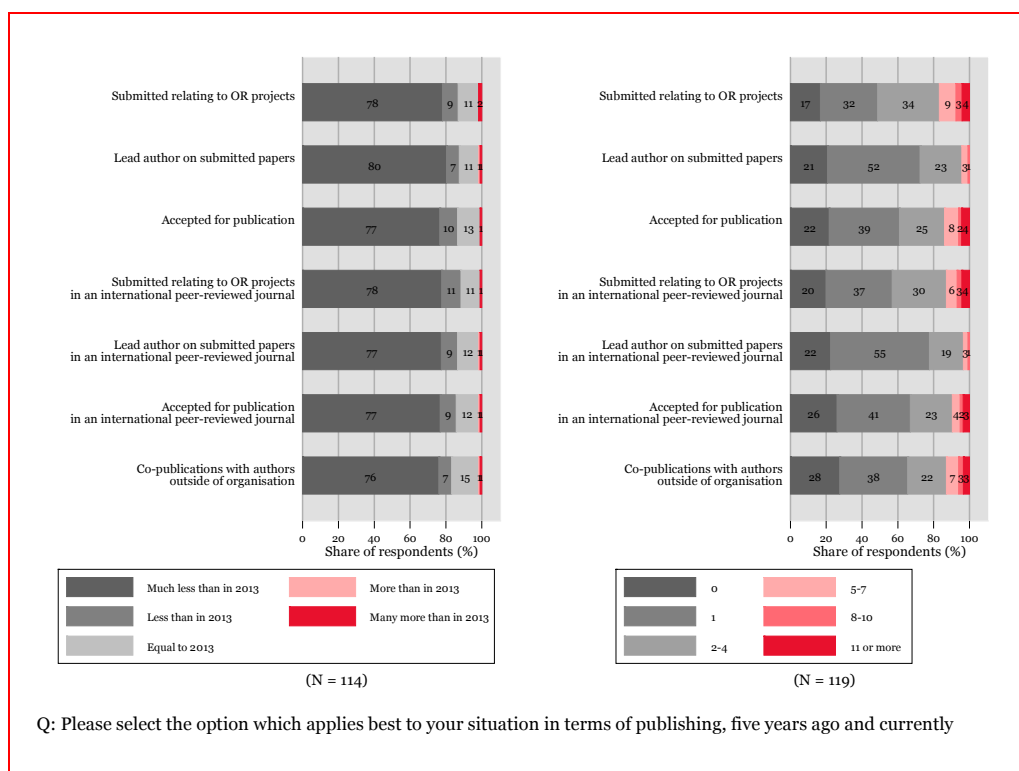 Submitted relating to OR projects
78 9 11 2
Lead author on submitted papers
80 7 11 1 1
Accepted for publication
77 10 13 1
Submitted relating to OR projects
in an international peer-reviewed journal
78 11 11 1
Lead author on submitted papers
in an international peer-reviewed journal
77 9 12 1 1
Accepted for publication
in an international peer-reviewed journal
77 9 12 1 1
Co-publications with authors
outside of organisation
76 7 15 1 1
0 20 40 60 80 100
Share of respondents (%)
Much less than in 2013
Less than in 2013
Equal to 2013
More than in 2013
Many more than in 2013
(N = 114)
Submitted relating to OR projects
17 32 34 9 3 4
Lead author on submitted papers
21 52 23 3 1
Accepted for publication
22 39 25 8 2 4
Submitted relating to OR projects
in an international peer-reviewed journal
20 37 30 6 3 4
Lead author on submitted papers
in an international peer-reviewed journal
22 55 19 3 1
Accepted for publication
in an international peer-reviewed journal
26 41 23 4 2 3
Co-publications with authors
outside of organisation
28 38 22 7 3 3
0 20 40 60 80 100
Share of respondents (%)
0
1
2-4
5-7
8-10
11 or more
(N = 119)
Q: Please select the option which applies best to your situation in terms of publishing, five years ago and currently